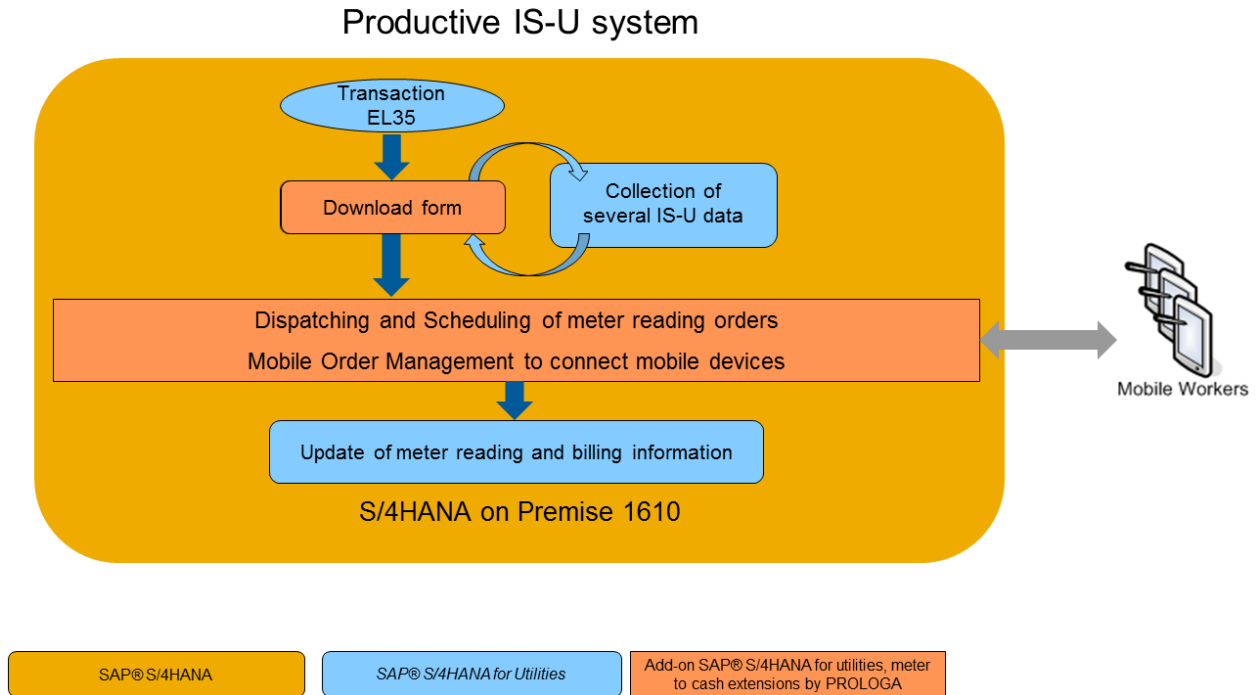 Productive IS-U system
Transaction
EL35
Download form
Collection of
several IS-U data
Dispatching and Scheduling of meter reading orders
Mobile Order Management to connect mobile devices
Mobile Workers
Update of meter reading and billing information
S/4HANA on Premise 1610
SAP® S/4HANA
SAP® S/4HANA for Utilities
Add-on SAP® S/4HANA for utilities, meter
to cash extensions by PROLOGA